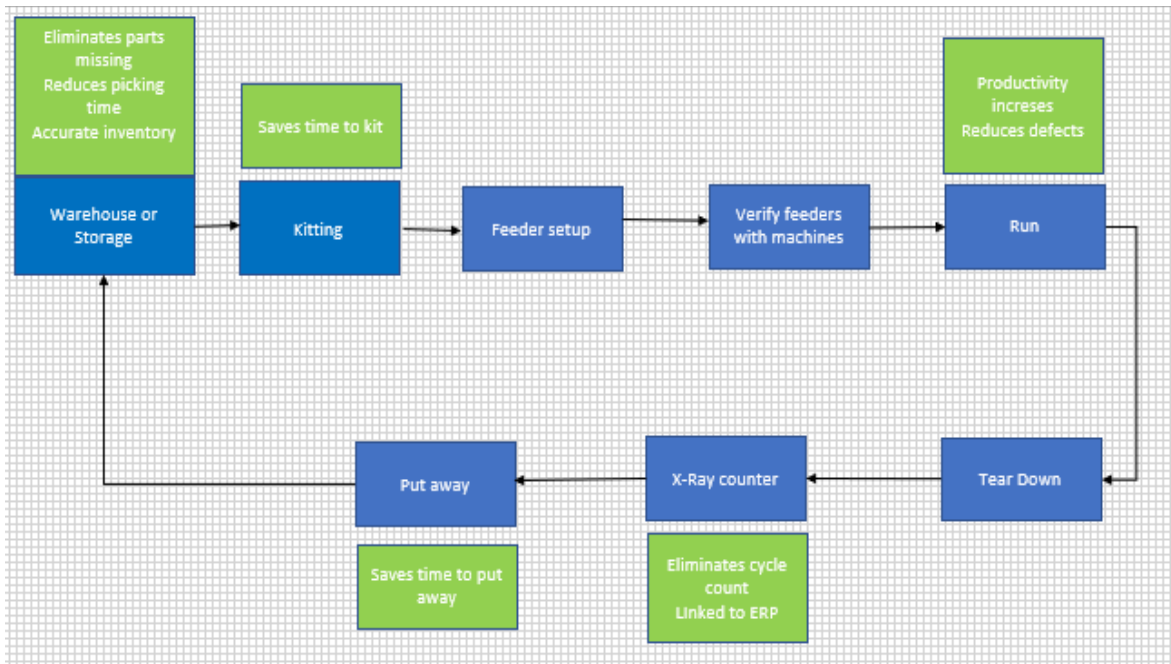 Eliminates parts
missing
Reduces picking
time
Accurate inventory
Saves time to kit
Productivity
increses
Reduces defects
Warehouse or
Storage
Kitting
Feeder setup
Verify feeders
with machines
Run
Put away
X-Ray counter
Tear Down
Saves time to put
away
Eliminates cycle
count
LInked to ERP